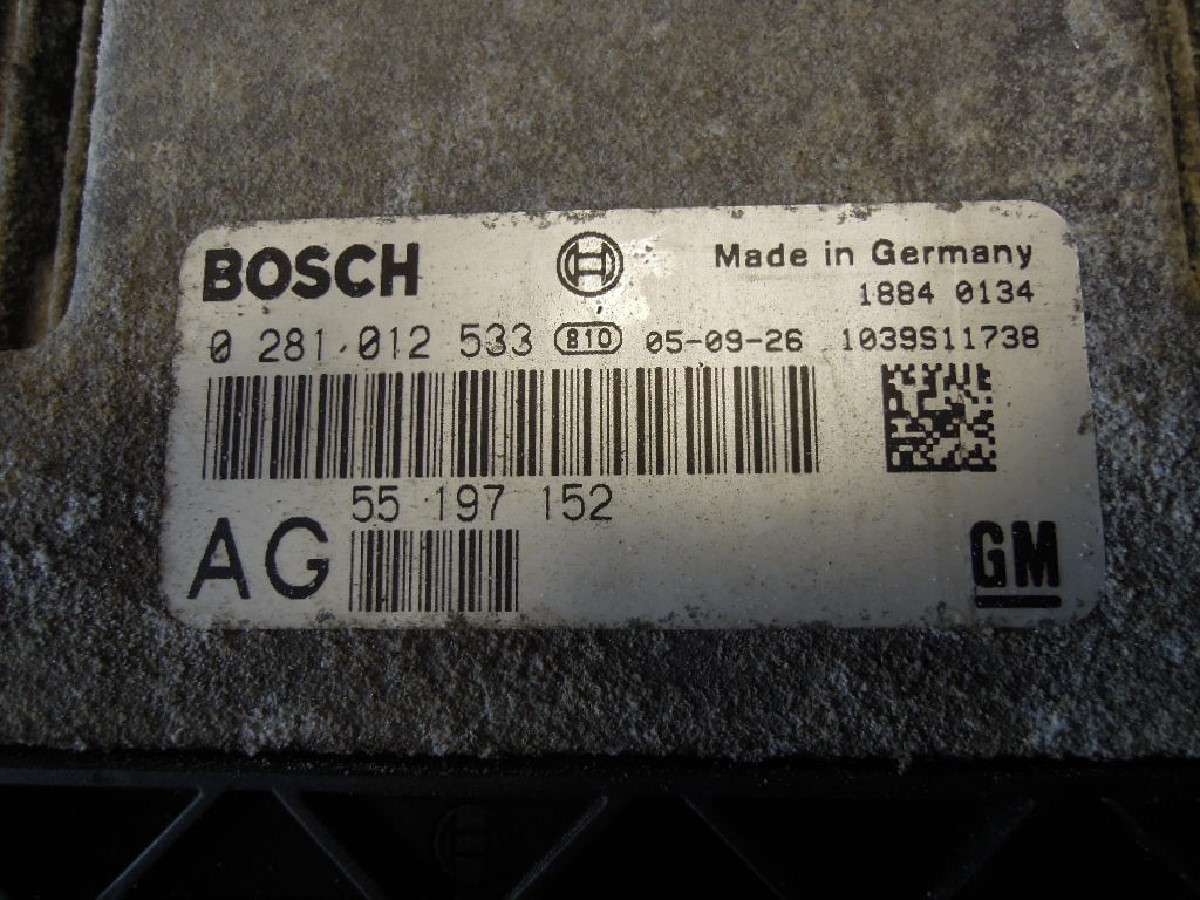 BOSCH Made in Germany
1884 0134
0 281 012 533 810 05-09-26 1039S11738
55 197 152
AG
GM